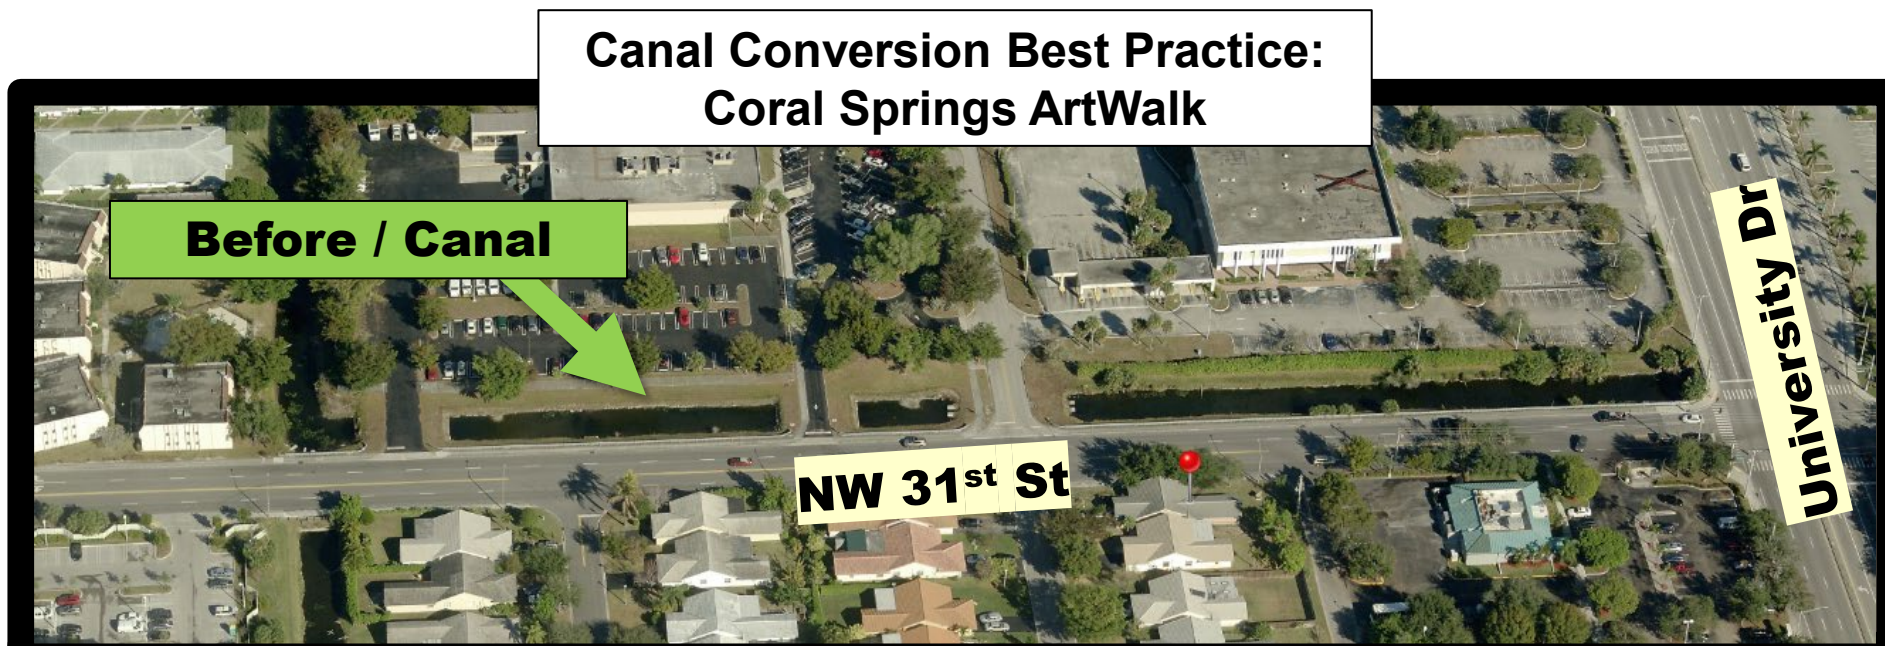 Canal Conversion Best Practice:
Coral Springs ArtWalk
Before / Canal
University Dr
NW 31st St